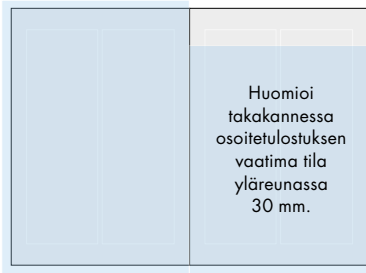 Huomioi
takakannessa
osoitetulostuksen
vaatima tila
yläreunassa
30 mm.